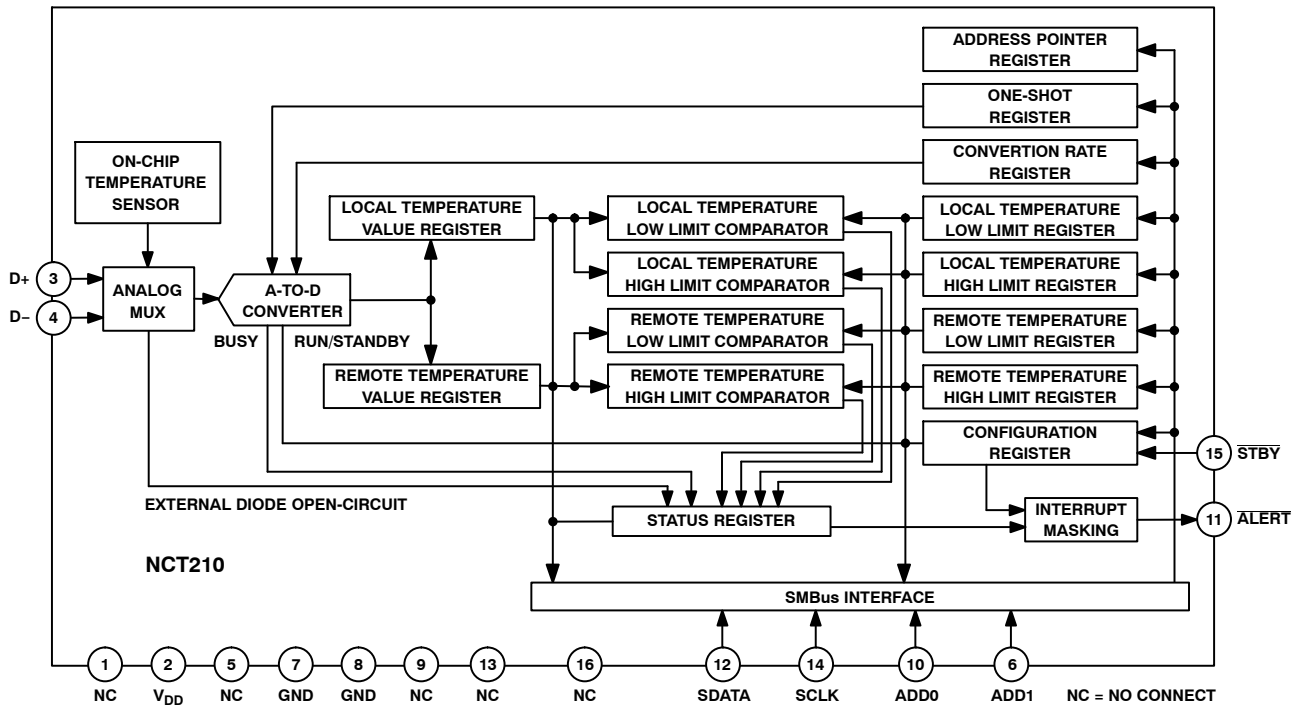 ADDRESS POINTER
REGISTER
ONE-SHOT
REGISTER
ON-CHIP
TEMPERATURE
SENSOR
CONVERTION RATE
REGISTER
LOCAL TEMPERATURE
VALUE REGISTER
LOCAL TEMPERATURE
LOW LIMIT COMPARATOR
LOCAL TEMPERATURE
LOW LIMIT REGISTER
D+
3
D−
4
ANALOG
MUX
A-TO-D
CONVERTER
LOCAL TEMPERATURE
HIGH LIMIT COMPARATOR
LOCAL TEMPERATURE
HIGH LIMIT REGISTER
BUSY
RUN/STANDBY
REMOTE TEMPERATURE
LOW LIMIT COMPARATOR
REMOTE TEMPERATURE
LOW LIMIT REGISTER
REMOTE TEMPERATURE
VALUE REGISTER
REMOTE TEMPERATURE
HIGH LIMIT COMPARATOR
REMOTE TEMPERATURE
HIGH LIMIT REGISTER
CONFIGURATION
REGISTER
15
STBY
EXTERNAL DIODE OPEN-CIRCUIT
STATUS REGISTER
INTERRUPT
MASKING
11
ALERT
NCT210
SMBus INTERFACE
1
2
5
7
8
9
13
16
12
14
10
6
NC
VDD
NC
GND
GND
NC
NC
NC
SDATA
SCLK
ADD0
ADD1
NC = NO CONNECT